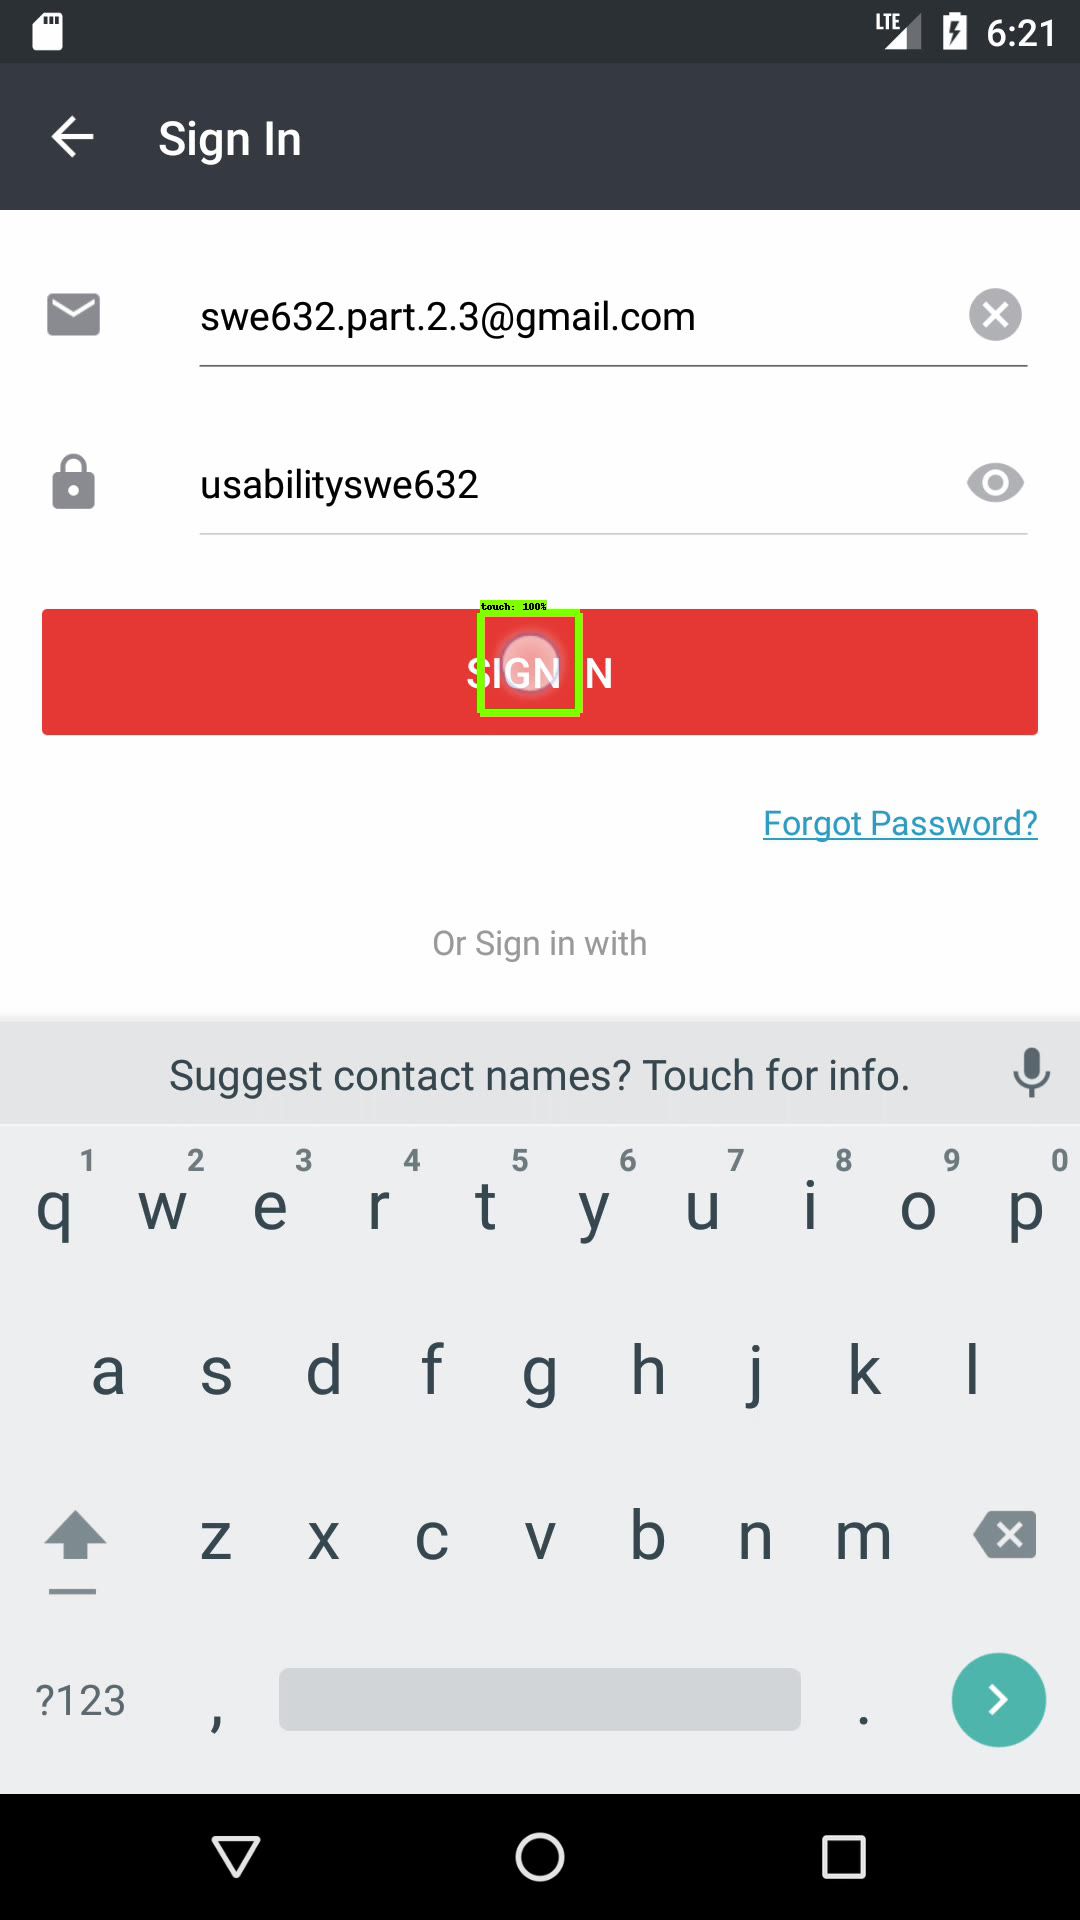 LTE 6:21
Sign In
swe632.part.2.3@gmail.com
usabilityswe632
touch: 100%
SIGN IN
Forgot Password?
Or Sign in with
Suggest contact names? Touch for info.
1 2 3 4 5 6 7 8 9 0
q w e r t y u i o p
a s d f g h j k l
z x c v b n m
?123 , .